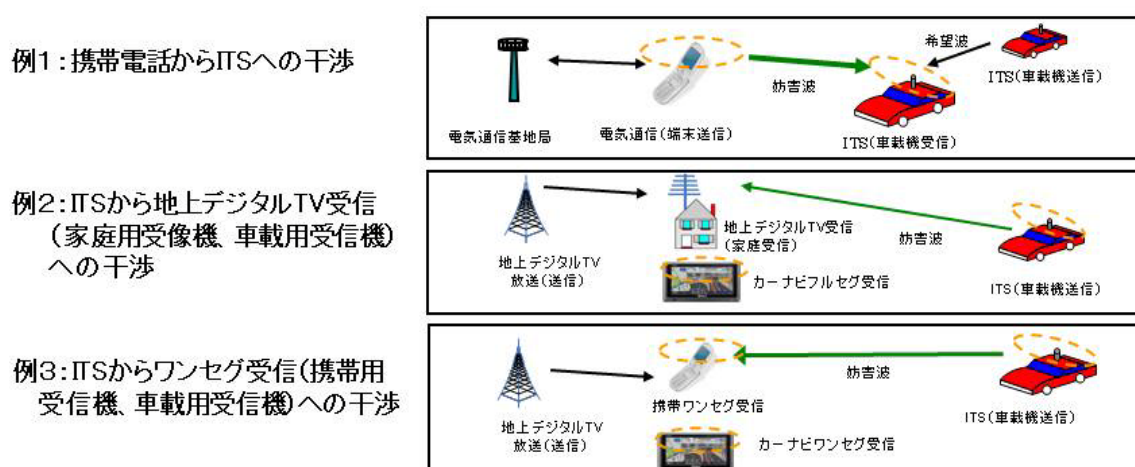 例1:携帯電話からITSへの干渉
希望波
妨害波
ITS(車載機送信)
電気通信基地局
電気通信(端末送信)
ITS(車載機受信)
例2:ITSから地上デジタルTV受信
(家庭用受像機、車載用受信機)
への干渉
地上デジタルTV受信
(家庭受信)
妨害波
地上デジタルTV
放送(送信)
カーナビフルセグ受信
ITS(車載機送信)
例3:ITSからワンセグ受信(携帯用
受信機、車載用受信機)への干渉
妨害波
携帯ワンセグ受信
ITS(車載機送信)
地上デジタルTV
放送(送信)
カーナビワンセグ受信